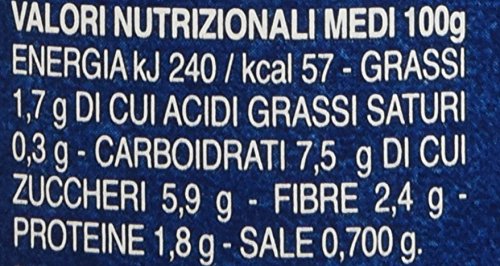 VALORI NUTRIZIONALI MEDI 100g
ENERGIA kJ 240 / kcal 57 - GRASSI
1,7 g DI CUI ACIDI GRASSI SATURI
0,3 g - CARBOIDRATI 7,5 g DI CUI
ZUCCHERI 5,9 g - FIBRE 2,4 g -
PROTEINE 1,8 g - SALE 0,700 g.